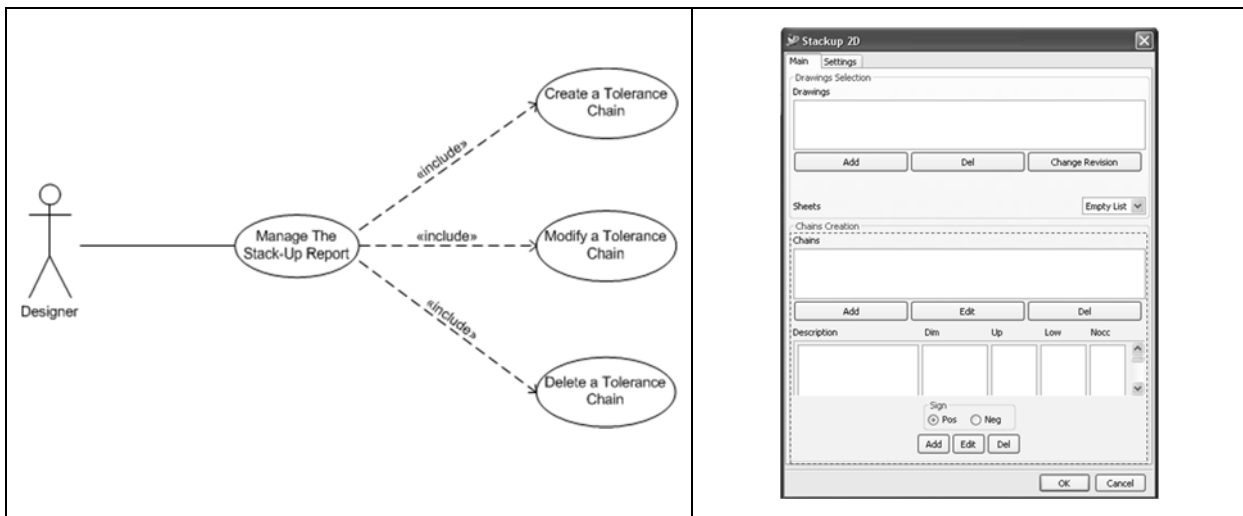 Create a Tolerance
Chain
«include»
Manage The
Stack-Up Report
«include»
Modify a Tolerance
Chain
Designer
«include»
Delete a Tolerance
Chain
Stackup 2D
Main Settings
Drawings Selection
Drawings
Add Del Change Revision
Sheets Empty List
Chains Creation
Chains
Add Edit Del
Description Dim Up Low Nocc
Sign
Pos Neg
Add Edit Del
OK Cancel